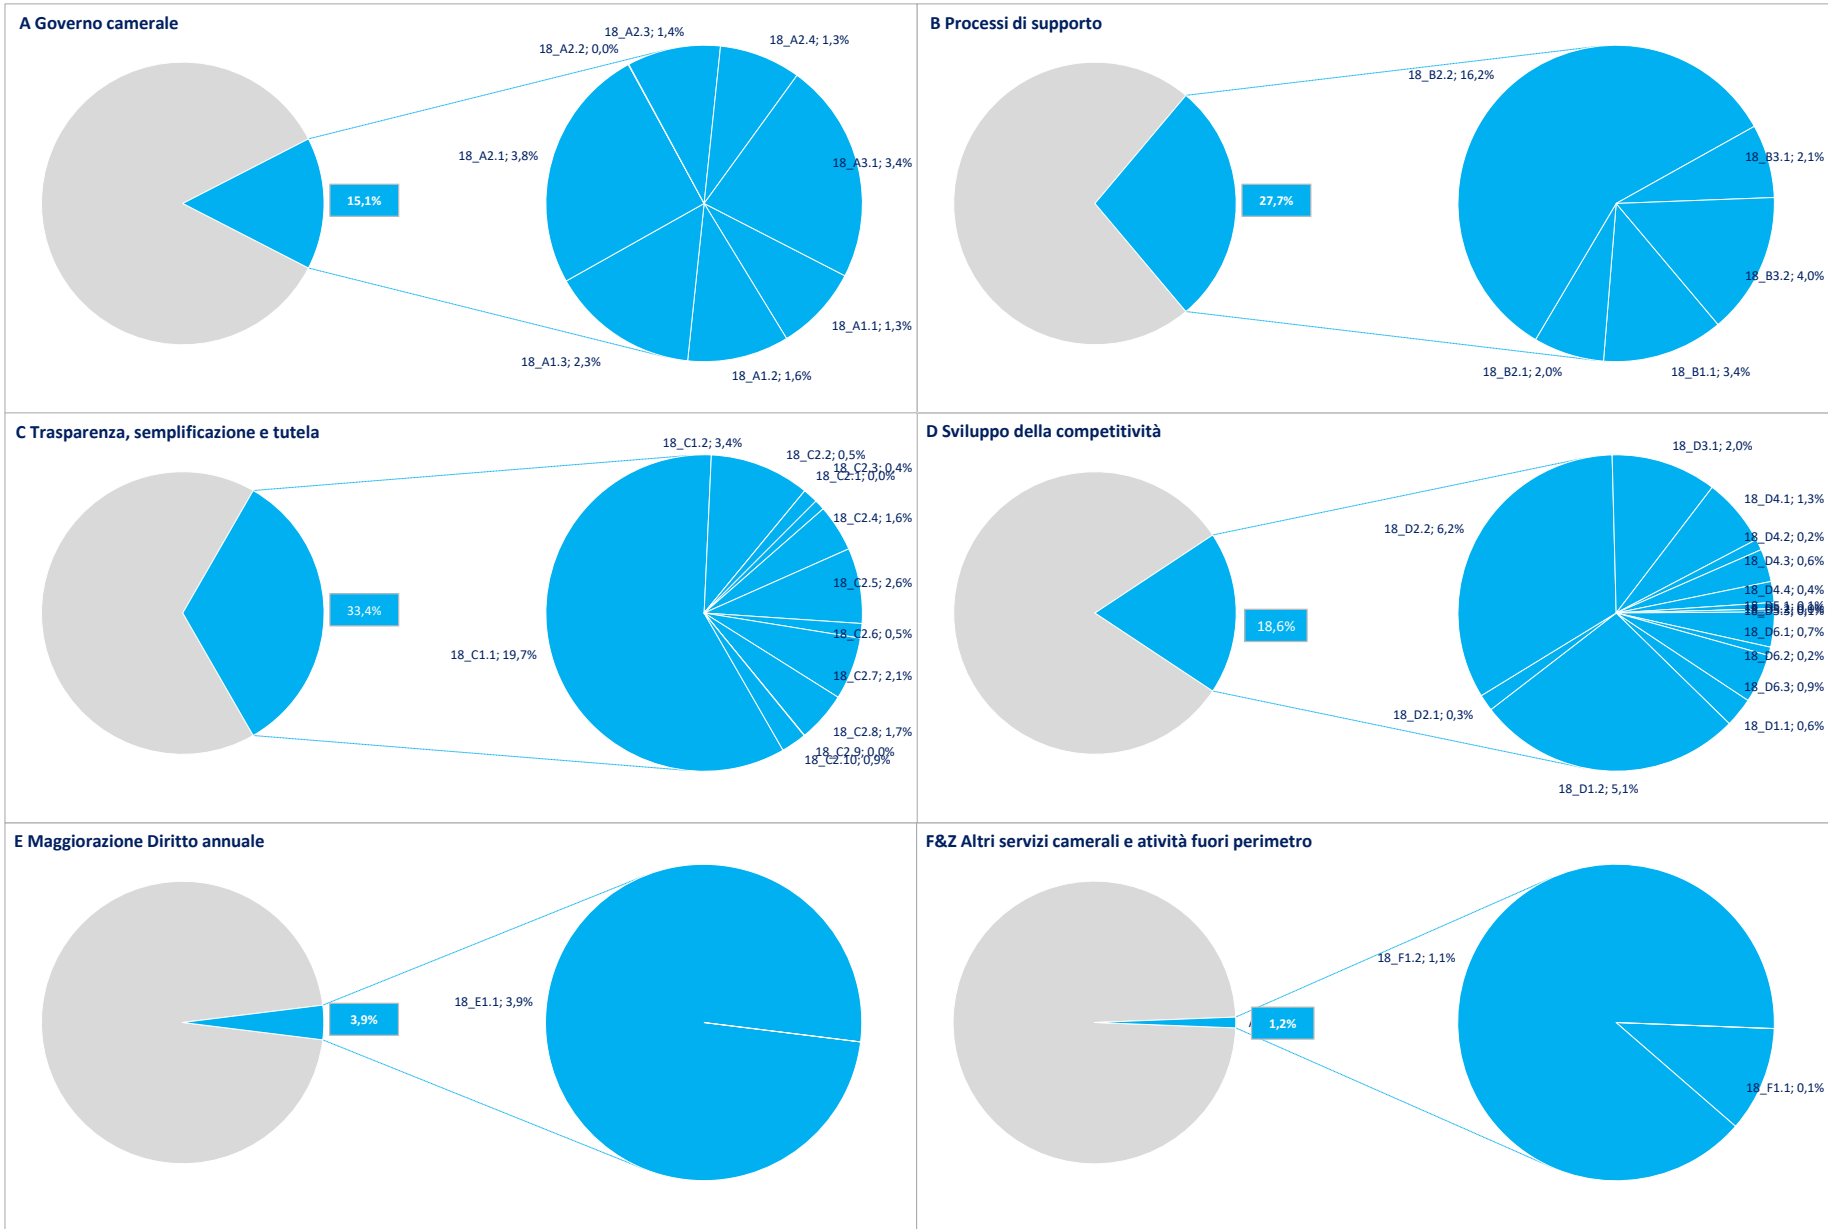 A Governo camerale
18_A2.3; 1,4%
18_A2.4; 1,3%
18_A2.2; 0,0%
18_A2.1; 3,8%
18_A3.1; 3,4%
15,1%
18_A1.1; 1,3%
18_A1.3; 2,3%
18_A1.2; 1,6%
B Processi di supporto
18_B2.2; 16,2%
18_B3.1; 2,1%
27,7%
18_B3.2; 4,0%
18_B2.1; 2,0%
18_B1.1; 3,4%
C Trasparenza, semplificazione e tutela
18_C1.2; 3,4%
18_C2.2; 0,5%
18_C2.3; 0,4%
18_C2.1; 0,0%
18_C2.4; 1,6%
18_C2.5; 2,6%
33,4%
18_C2.6; 0,5%
18_C1.1; 19,7%
18_C2.7; 2,1%
18_C2.8; 1,7%
18_C2.9; 0,0%
18_C2.10; 0,9%
D Sviluppo della competitività
18_D3.1; 2,0%
18_D4.1; 1,3%
18_D2.2; 6,2%
18_D4.2; 0,2%
18_D4.3; 0,6%
18_D4.4; 0,4%
18_D5.1; 0,1%
18,6%
18_D6.1; 0,7%
18_D6.2; 0,2%
18_D6.3; 0,9%
18_D2.1; 0,3%
18_D1.1; 0,6%
18_D1.2; 5,1%
E Maggiorazione Diritto annuale
18_E1.1; 3,9%
3,9%
F&Z Altri servizi camerali e atività fuori perimetro
18_F1.2; 1,1%
1,2%
18_F1.1; 0,1%